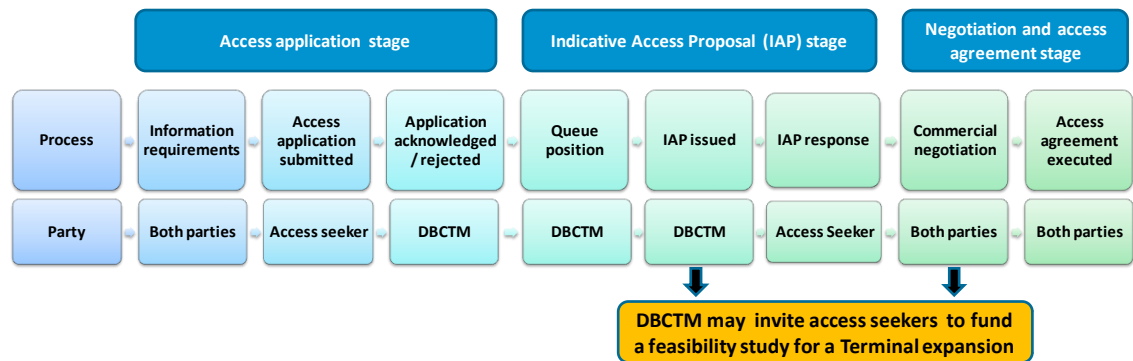 Access application stage
Indicative Access Proposal (IAP) stage
Negotiation and access
agreement stage
Process
Information
requirements
Access
application
submitted
Application
acknowledged
/ rejected
Queue
position
IAP issued
IAP response
Commercial
negotiation
Access
agreement
executed
Party
Both parties
Access seeker
DBCTM
DBCTM
DBCTM
Access Seeker
Both parties
Both parties
DBCTM may invite access seekers to fund
a feasibility study for a Terminal expansion